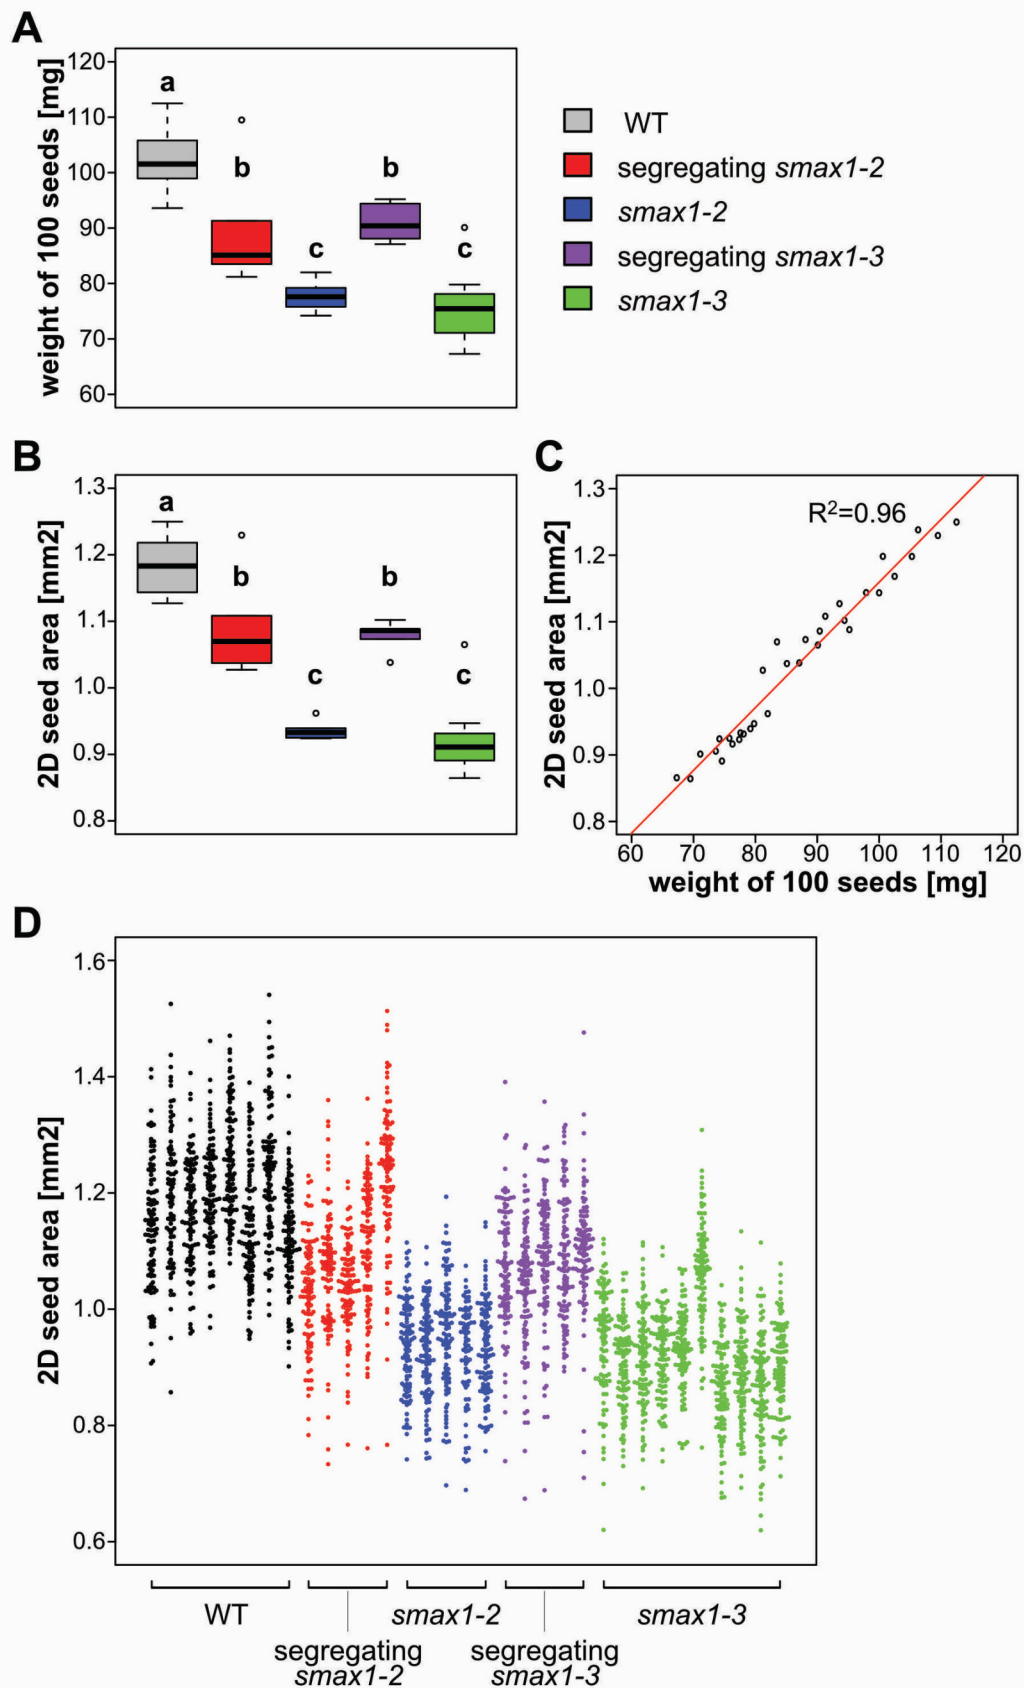 A
weight of 100 seeds [mg]
120
110
100
90
80
70
60
a
b
c
b
c
WT
segregating smax1-2
smax1-2
segregating smax1-3
smax1-3
B
2D seed area [mm2]
1.3
1.2
1.1
1.0
0.9
0.8
a
b
c
b
c
C
2D seed area [mm2]
1.3
1.2
1.1
1.0
0.9
0.8
R²=0.96
60 70 80 90 100 110 120
weight of 100 seeds [mg]
D
2D seed area [mm2]
1.6
1.4
1.2
1.0
0.8
0.6
WT
segregating
smax1-2
smax1-2
segregating
smax1-3
smax1-3